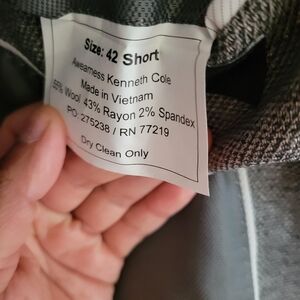 Size: 42 Short
Awearness Kenneth Cole
Made in Vietnam
55% Wool 43% Rayon 2% Spandex
PO: 275238 / RN 77219
Dry Clean Only